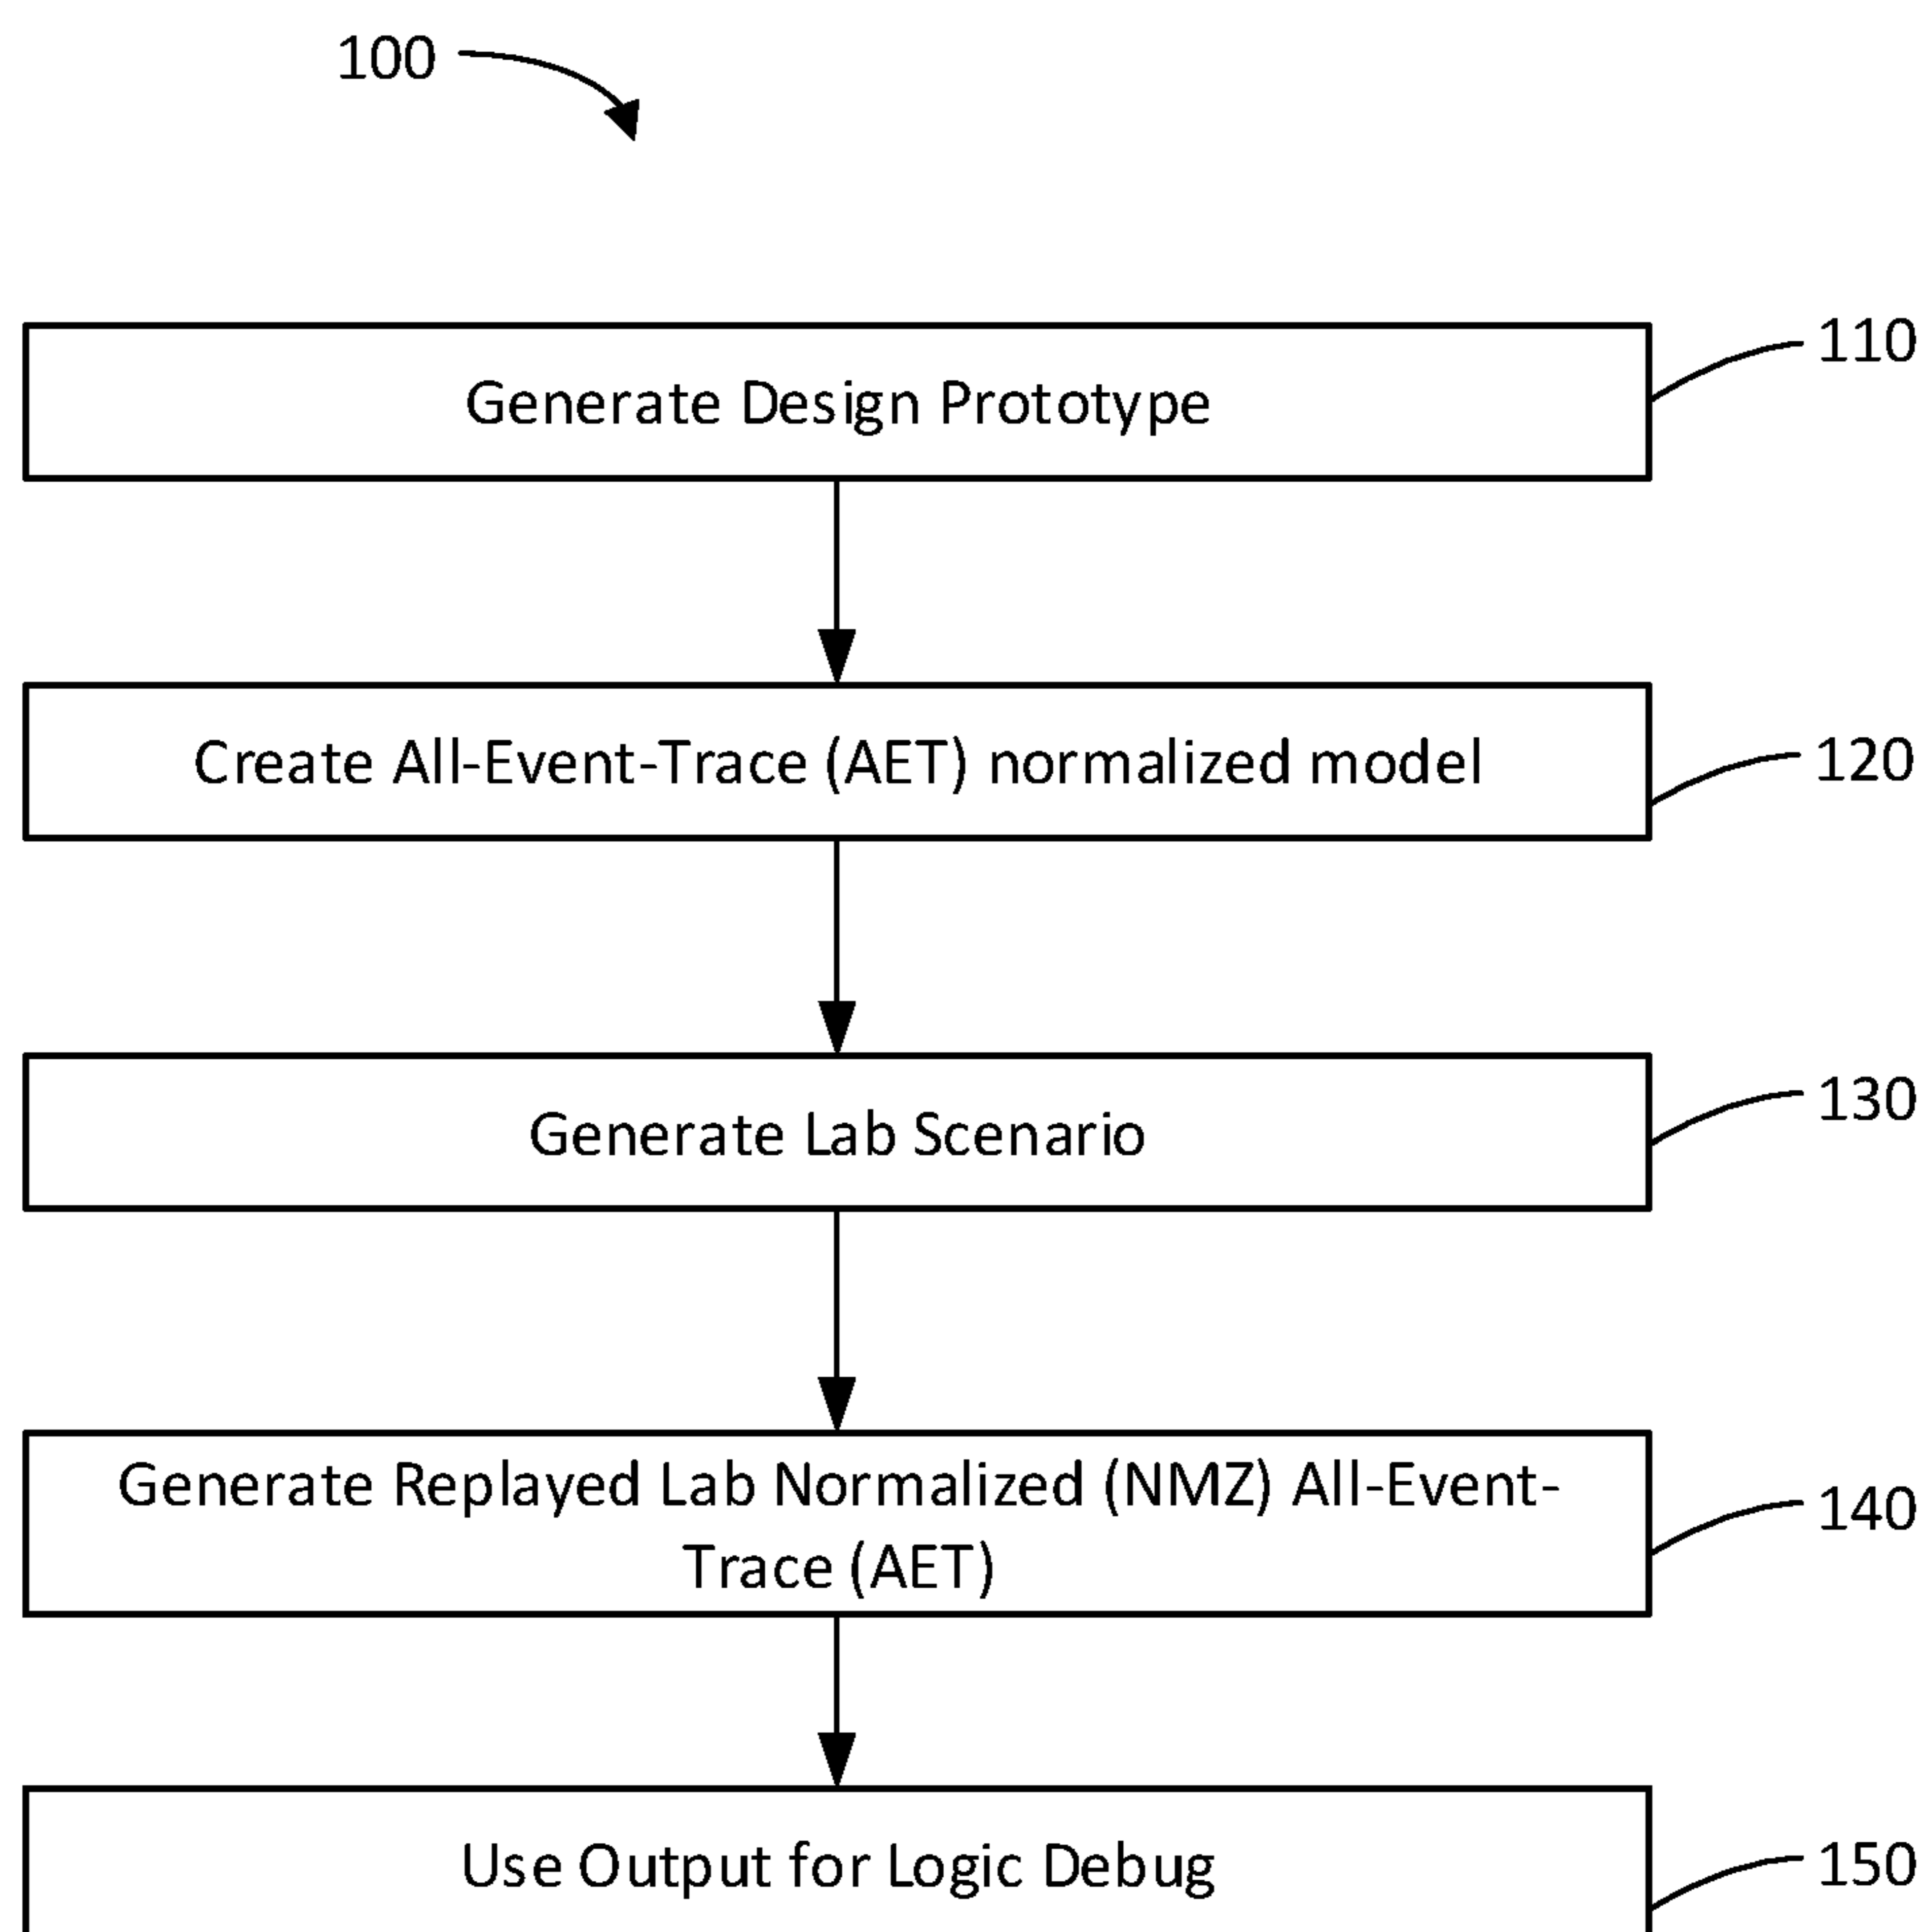 100
110
Generate Design Prototype
120
Create All-Event-Trace (AET) normalized model
130
Generate Lab Scenario
140
Generate Replayed Lab Normalized (NMZ) All-Event-
Trace (AET)
150
Use Output for Logic Debug